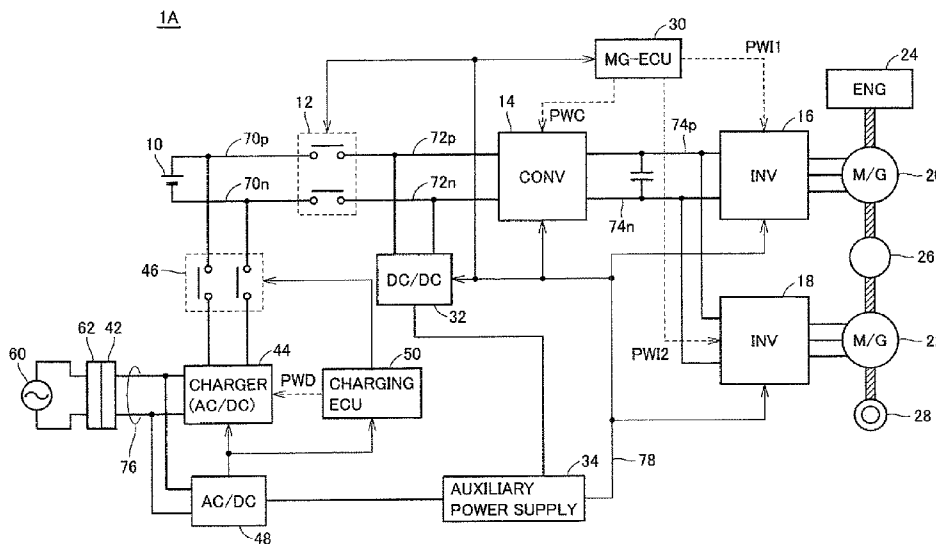 1A
30
MG-ECU
PWI1
24
ENG
12
14
PWC
16
10
70p
72p
74p
CONV
INV
M/G
70n
72n
74n
26
46
DC/DC
32
18
62 42
44
50
PWI2
INV
M/G
60
CHARGER
(AC/DC)
PWD
CHARGING
ECU
28
76
34
78
AC/DC
AUXILIARY
POWER SUPPLY
48